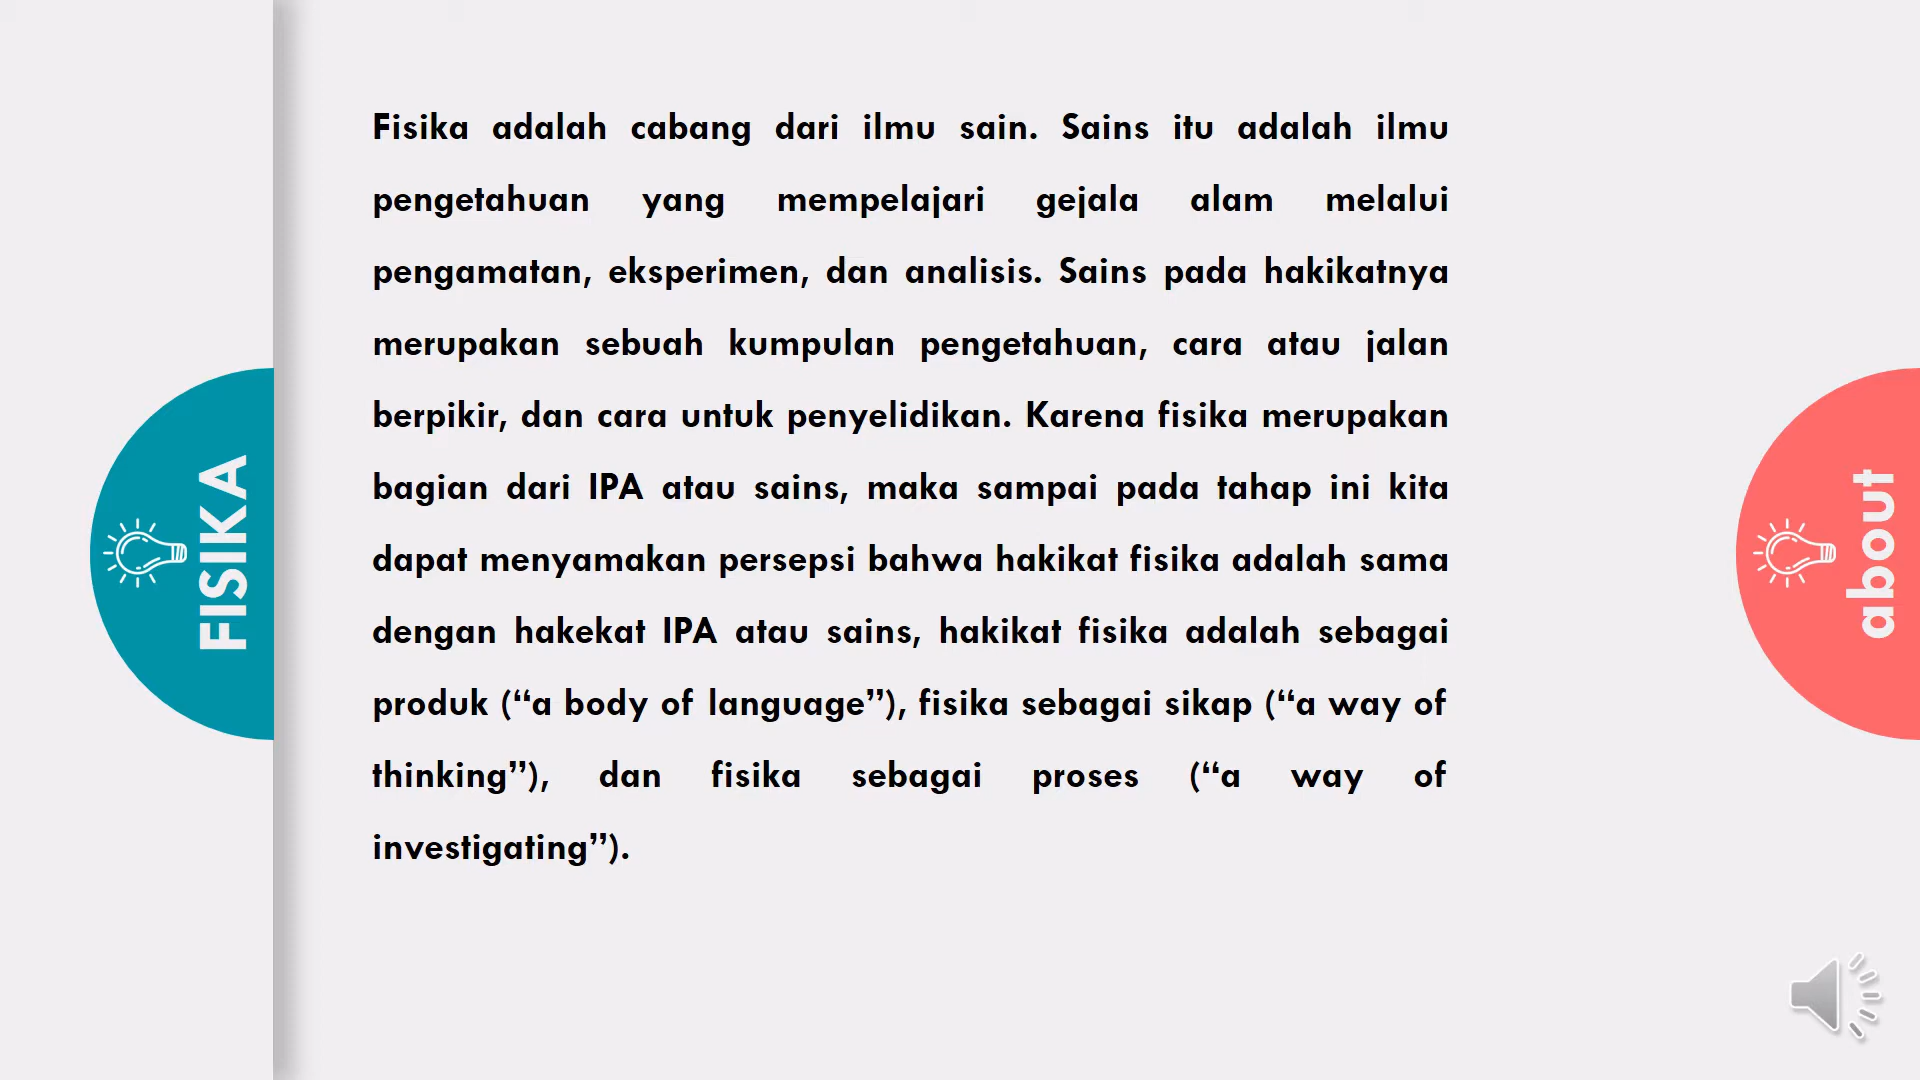 Fisika adalah cabang dari ilmu sain. Sains itu adalah ilmu
pengetahuan yang mempelajari gejala alam melalui
pengamatan, eksperimen, dan analisis. Sains pada hakikatnya
merupakan sebuah kumpulan pengetahuan, cara atau jalan
berpikir, dan cara untuk penyelidikan. Karena fisika merupakan
bagian dari IPA atau sains, maka sampai pada tahap ini kita
dapat menyamakan persepsi bahwa hakikat fisika adalah sama
dengan hakekat IPA atau sains, hakikat fisika adalah sebagai
produk (“a body of language”), fisika sebagai sikap (“a way of
thinking”), dan fisika sebagai proses (“a way of
investigating”).
FISIKA
about